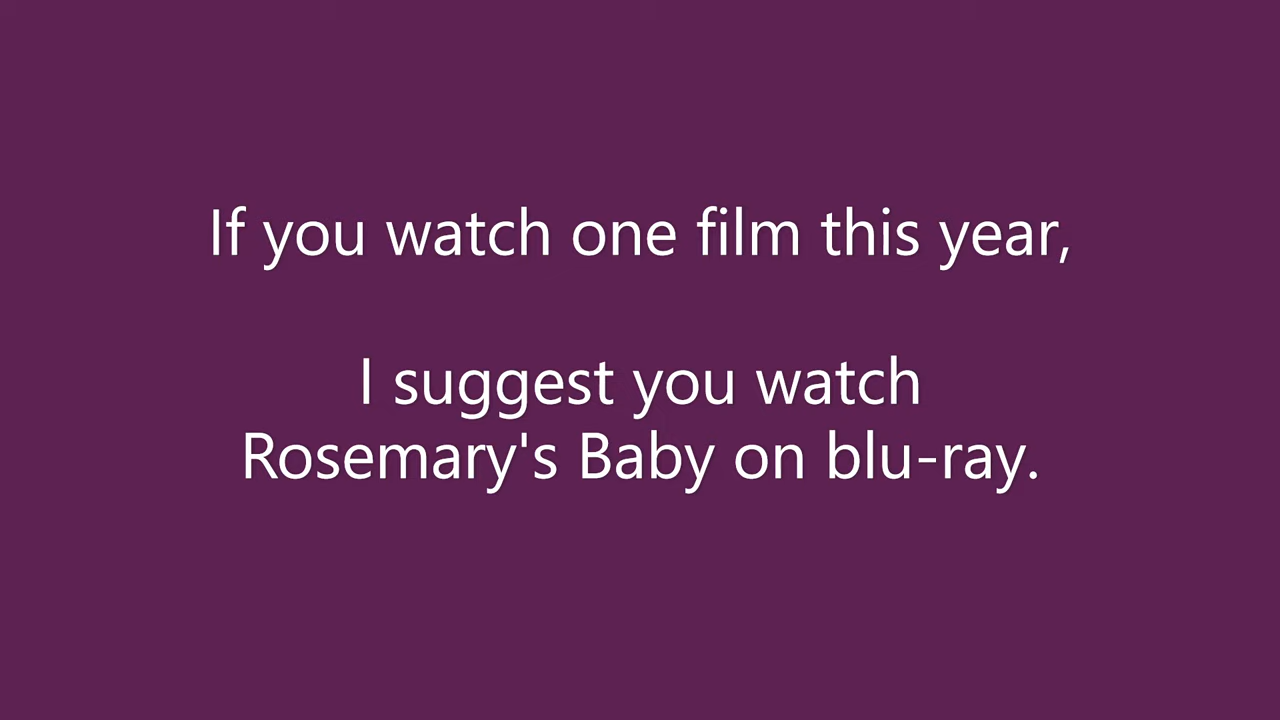 If you watch one film this year,
I suggest you watch
Rosemary's Baby on blu-ray.